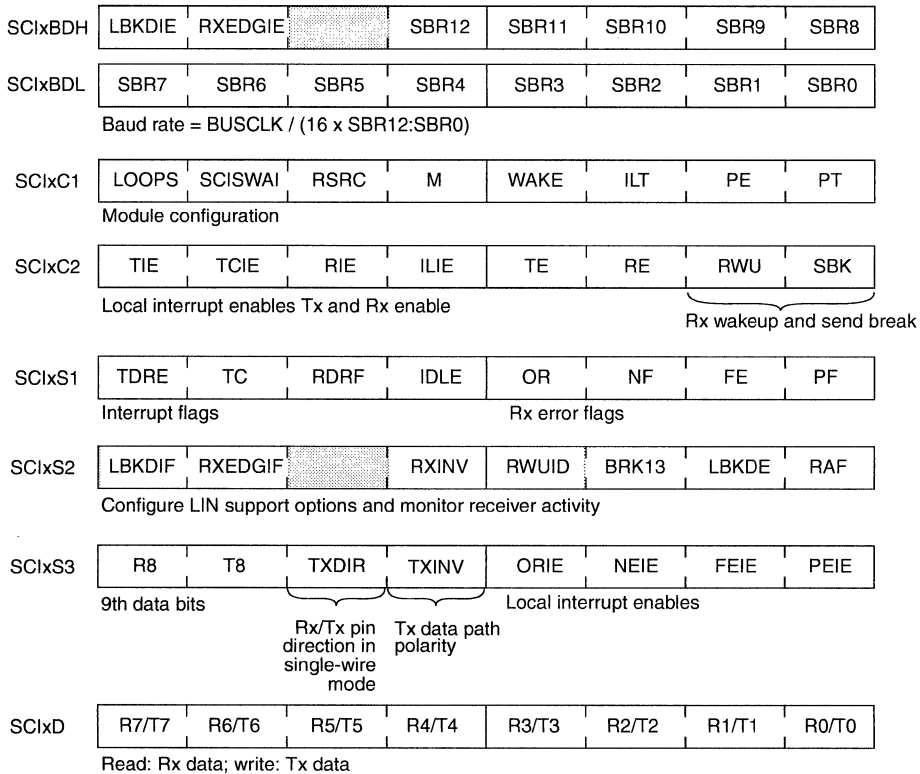 SCIxBDH LBKDIE RXEDGIE SBR12 SBR11 SBR10 SBR9 SBR8
SCIxBDL SBR7 SBR6 SBR5 SBR4 SBR3 SBR2 SBR1 SBR0
Baud rate = BUSCLK / (16 x SBR12:SBR0)
SCIxC1 LOOPS SCISWAI RSRC M WAKE ILT PE PT
Module configuration
SCIxC2 TIE TCIE RIE ILIE TE RE RWU SBK
Local interrupt enables Tx and Rx enable
Rx wakeup and send break
SCIxS1 TDRE TC RDRF IDLE OR NF FE PF
Interrupt flags Rx error flags
SCIxS2 LBKDIF RXEDGIF RXINV RWUID BRK13 LBKDE RAF
Configure LIN support options and monitor receiver activity
SCIxS3 R8 T8 TXDIR TXINV ORIE NEIE FEIE PEIE
9th data bits Local interrupt enables
Rx/Tx pin
direction in
single-wire
mode
Tx data path
polarity
SCIxD R7/T7 R6/T6 R5/T5 R4/T4 R3/T3 R2/T2 R1/T1 R0/T0
Read: Rx data; write: Tx data